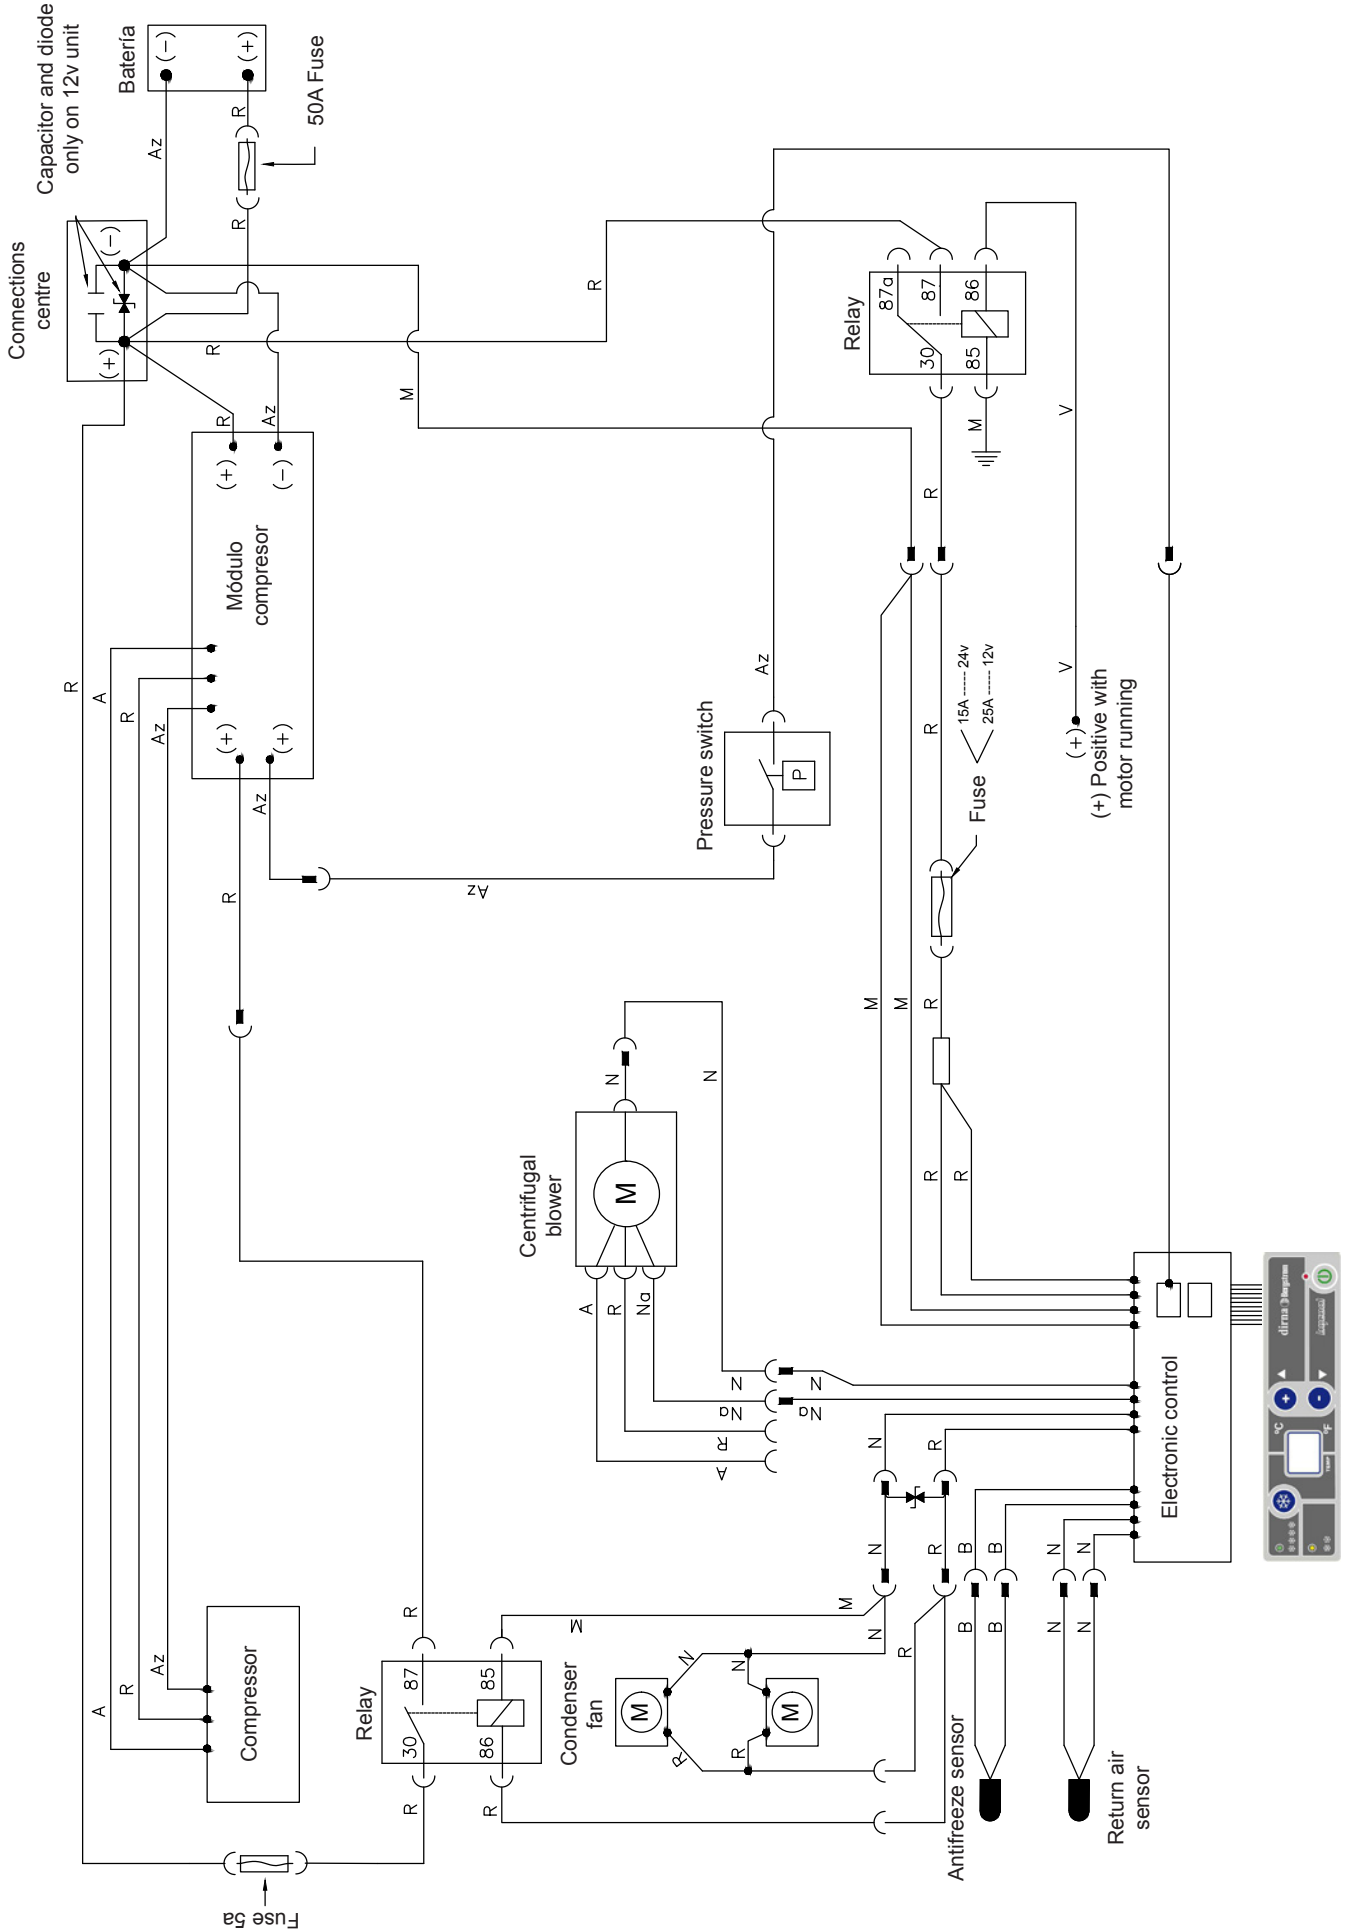 Fuse 5a
Connections
centre
Capacitor and diode
only on 12v unit
Batería
(+)
(-)
(-)
(+)
R
A
R
Az
A
R
Az
Az
R
R
50A Fuse
Compressor
Módulo
compresor
(+)
(+)
(+)
(-)
R
Az
R
Az
R
R
M
Az
Relay
30
87
86
85
R
R
R
M
Centrifugal
blower
M
N
N
A
R
Na
A
R
Na
N
Na
N
Condenser
fan
M
M
R
N
R
N
R
N
M
N
R
N
R
Pressure switch
P
Az
R
Relay
30
87a
87
85
86
M
R
M
M
R
R
R
R
Fuse
15A ----- 24v
25A ----- 12v
V
V
(+)
(+) Positive with
motor running
Antifreeze sensor
B
B
B
B
N
N
N
N
Return air
sensor
Electronic control
°C
°F
TEMP
+
-
dirna